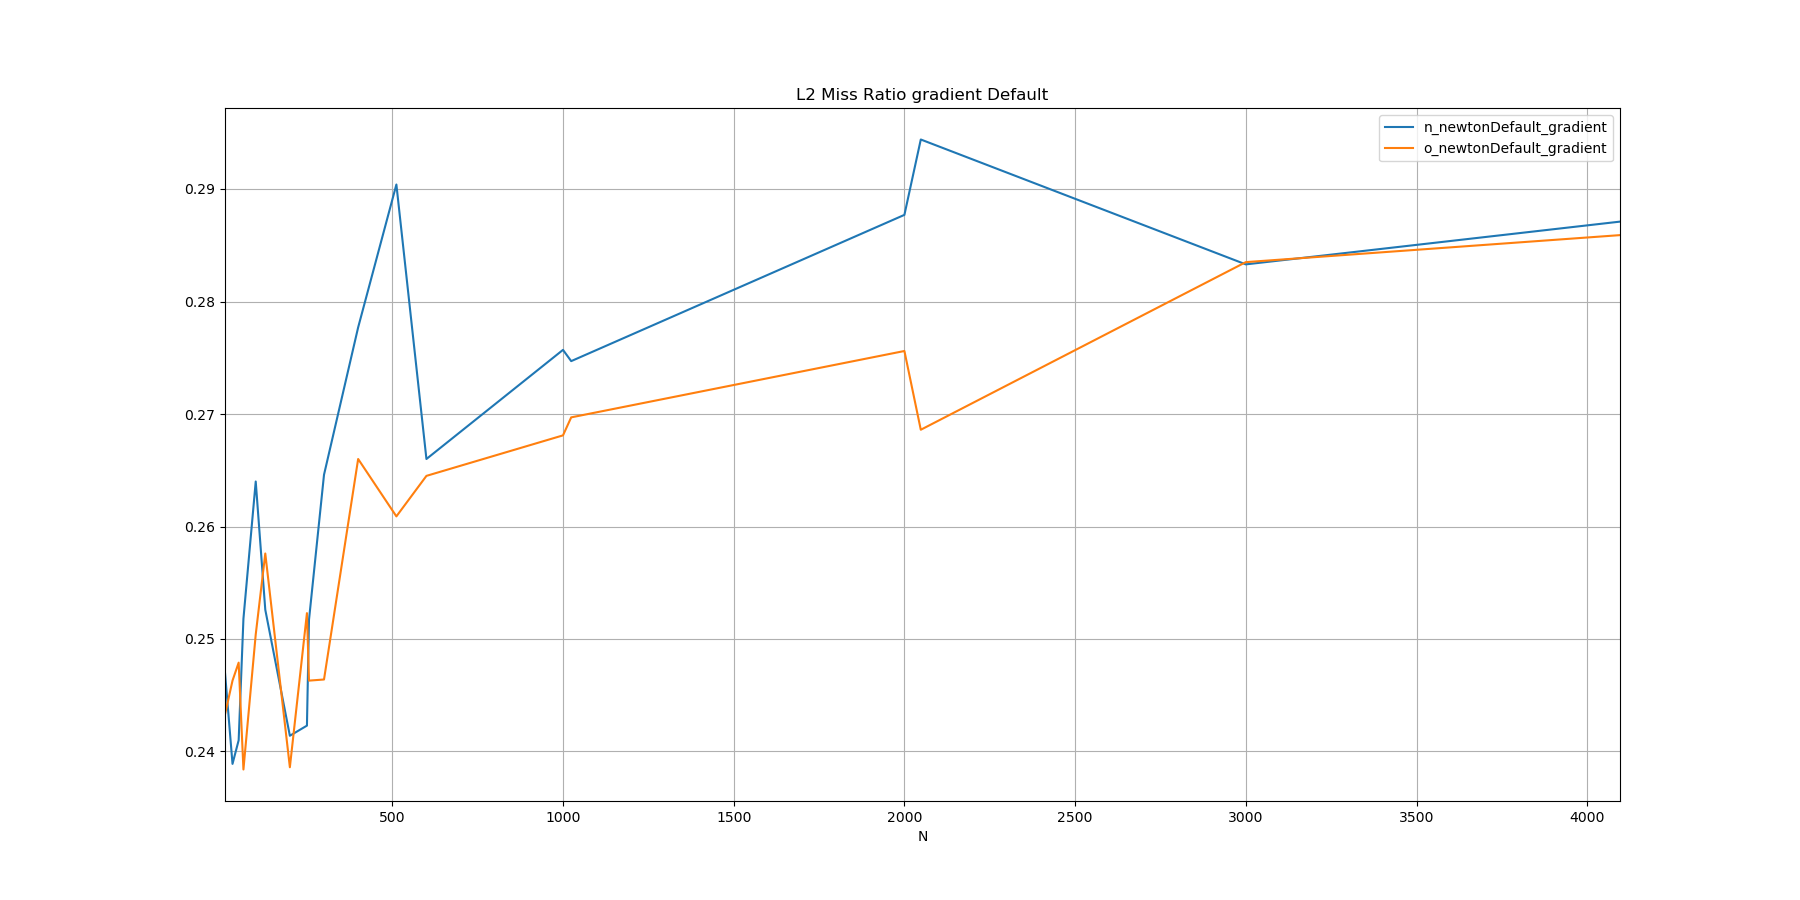 L2 Miss Ratio gradient Default
n_newtonDefault_gradient
o_newtonDefault_gradient
0.29
0.28
0.27
0.26
0.25
0.24
500 1000 1500 2000 2500 3000 3500 4000
N